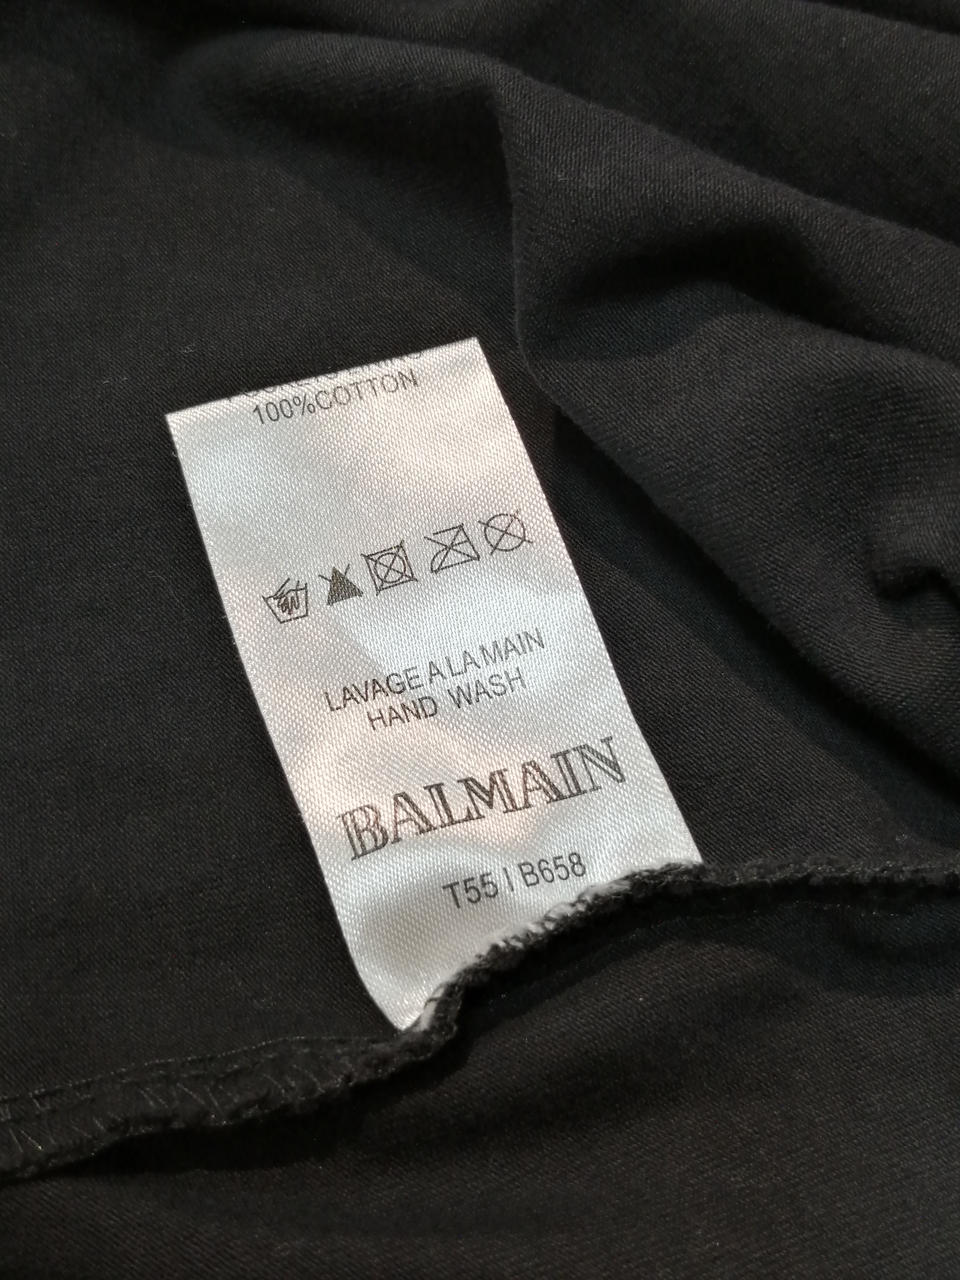 100%COTTON
LAVAGE A LA MAIN
HAND WASH
BALMAIN
T55 I B658